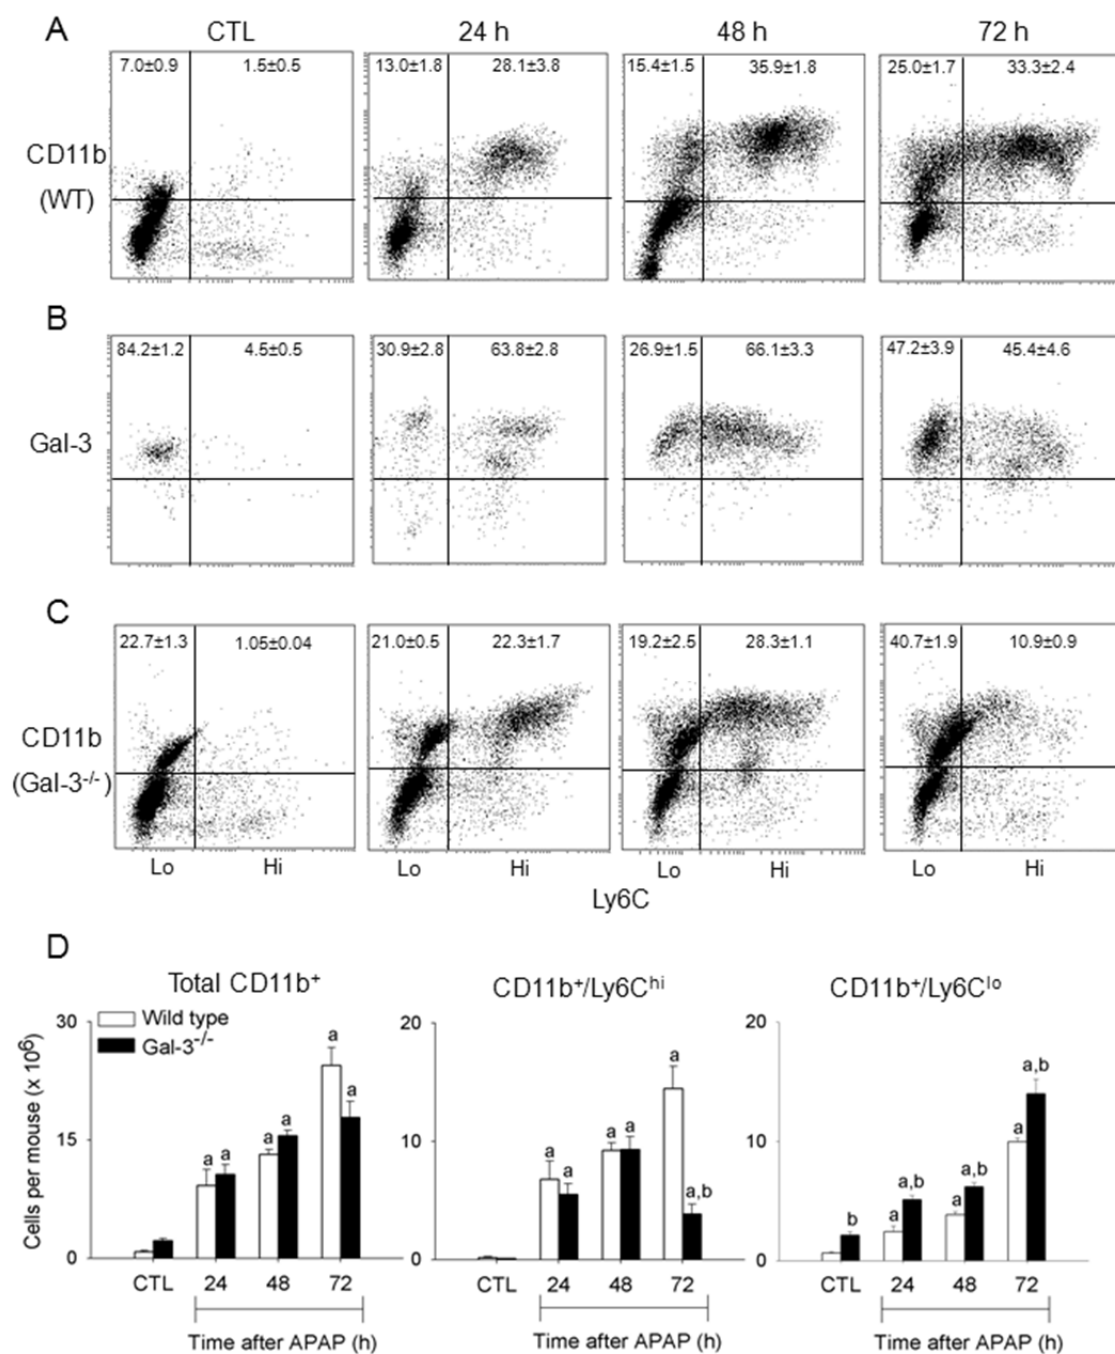 A
CTL 24 h 48 h 72 h
7.0±0.9 1.5±0.5 13.0±1.8 28.1±3.8 15.4±1.5 35.9±1.8 25.0±1.7 33.3±2.4
CD11b
(WT)
B
84.2±1.2 4.5±0.5 30.9±2.8 63.8±2.8 26.9±1.5 66.1±3.3 47.2±3.9 45.4±4.6
Gal-3
C
22.7±1.3 1.05±0.04 21.0±0.5 22.3±1.7 19.2±2.5 28.3±1.1 40.7±1.9 10.9±0.9
CD11b
(Gal-3-/-)
Lo Hi Lo Hi Lo Hi Lo Hi
Ly6C
D
Total CD11b+ CD11b+/Ly6Chi CD11b+/Ly6Clo
Cells per mouse (x 106)
30
15
0
Wild type
Gal-3-/-
a a a a a a
CTL 24 48 72
Time after APAP (h)
20
10
0
a a a a a a,b
CTL 24 48 72
Time after APAP (h)
20
10
0
b a a,b a a,b a a,b
CTL 24 48 72
Time after APAP (h)